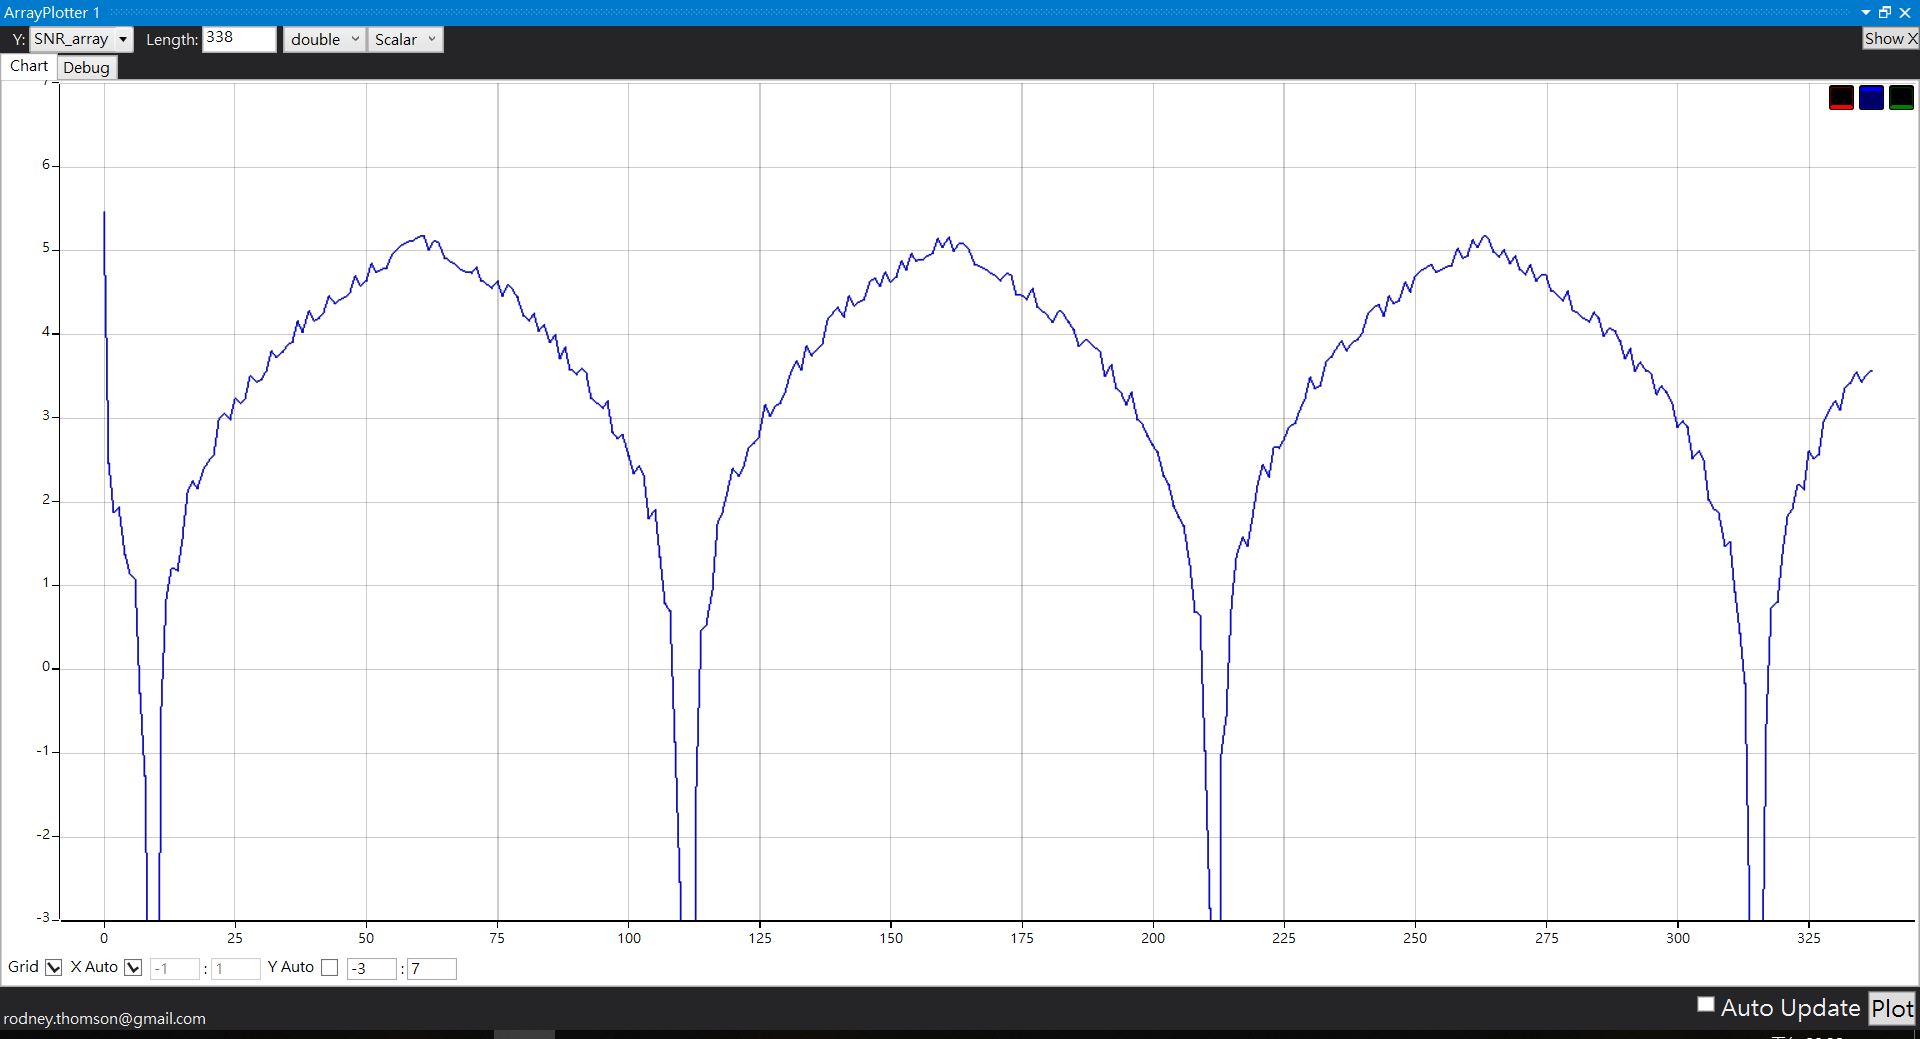 ArrayPlotter 1
Y: SNR_array Length: 338 double Scalar Show X
Chart Debug
7
6
5
4
3
2
1
0
-1
-2
-3
0 25 50 75 100 125 150 175 200 225 250 275 300 325
Grid X Auto -1 : 1 Y Auto -3 : 7
Auto Update Plot
rodney.thomson@gmail.com